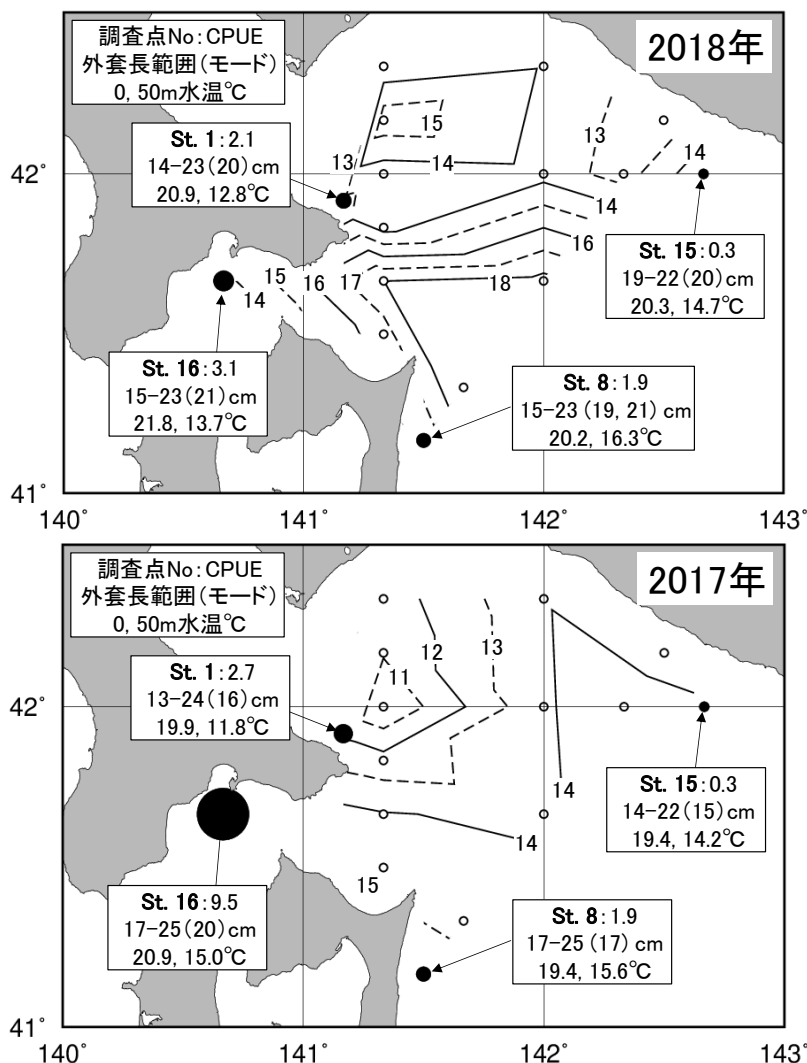 調査点No:CPUE
外套長範囲(モード)
0, 50m水温℃
2018年
St. 1:2.1
14-23(20)cm
20.9, 12.8℃
15
13
14
13
14
42°
14
16
St. 15:0.3
19-22(20)cm
20.3, 14.7℃
15
16
17
18
14
St. 16:3.1
15-23(21)cm
21.8, 13.7℃
St. 8:1.9
15-23(19, 21)cm
20.2, 16.3℃
41°
140°
141°
142°
143°
調査点No:CPUE
外套長範囲(モード)
0, 50m水温℃
2017年
St. 1:2.7
13-24(16)cm
19.9, 11.8℃
11
12
13
42°
14
14
15
St. 15:0.3
14-22(15)cm
19.4, 14.2℃
St. 16:9.5
17-25(20)cm
20.9, 15.0℃
St. 8:1.9
17-25(17)cm
19.4, 15.6℃
41°
140°
141°
142°
143°